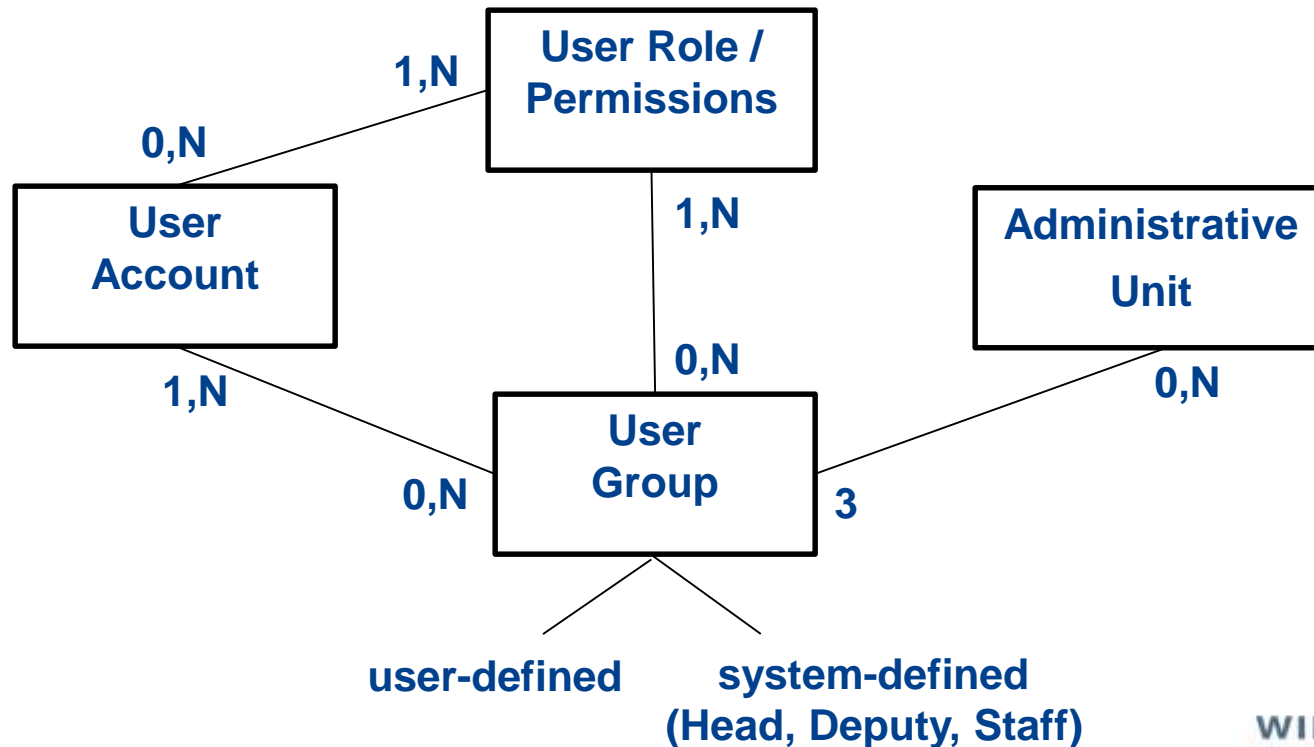 User Role /
Permissions
1,N
0,N
User
Account
1,N
Administrative
Unit
0,N
1,N
0,N
User
Group
0,N
3
user-defined
system-defined
(Head, Deputy, Staff)